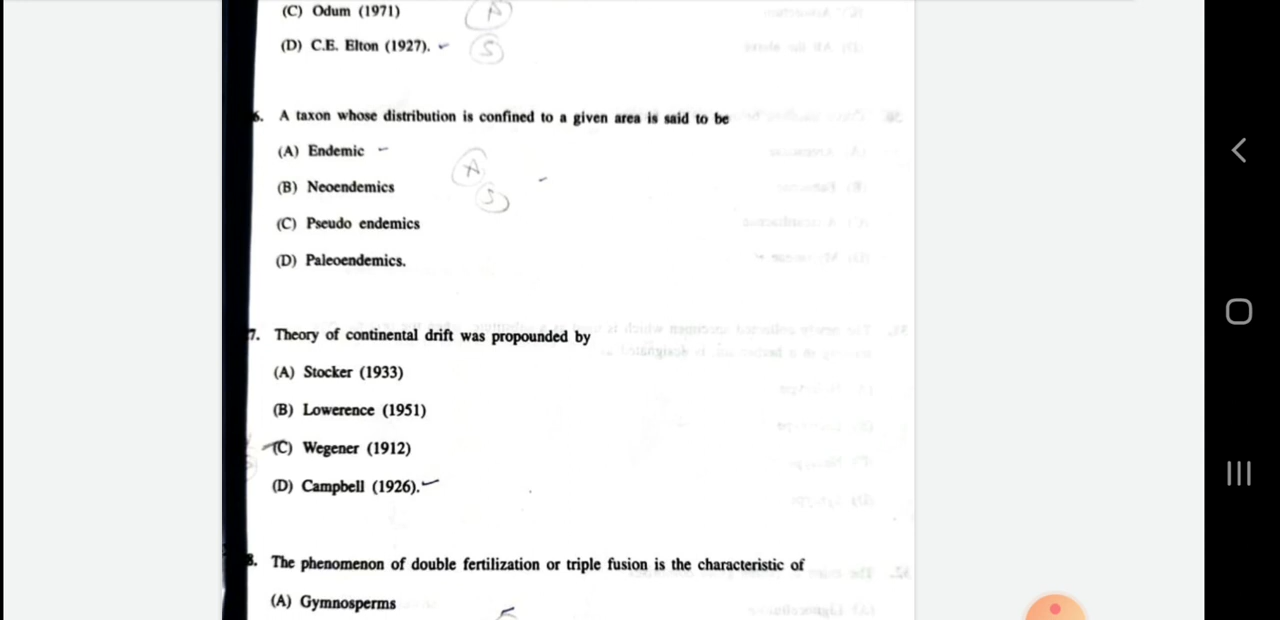 (C) Odum (1971)
(D) C.E. Elton (1927).
6. A taxon whose distribution is confined to a given area is said to be
(A) Endemic
(B) Neoendemics
(C) Pseudo endemics
(D) Paleoendemics.
7. Theory of continental drift was propounded by
(A) Stocker (1933)
(B) Lowerence (1951)
(C) Wegener (1912)
(D) Campbell (1926).
8. The phenomenon of double fertilization or triple fusion is the characteristic of
(A) Gymnosperms